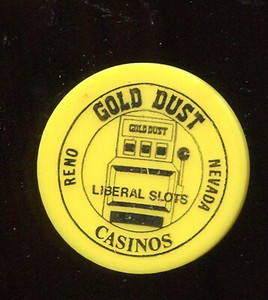 GOLD DUST
RENO
NEVADA
GOLD DUST
LIBERAL SLOTS
CASINOS